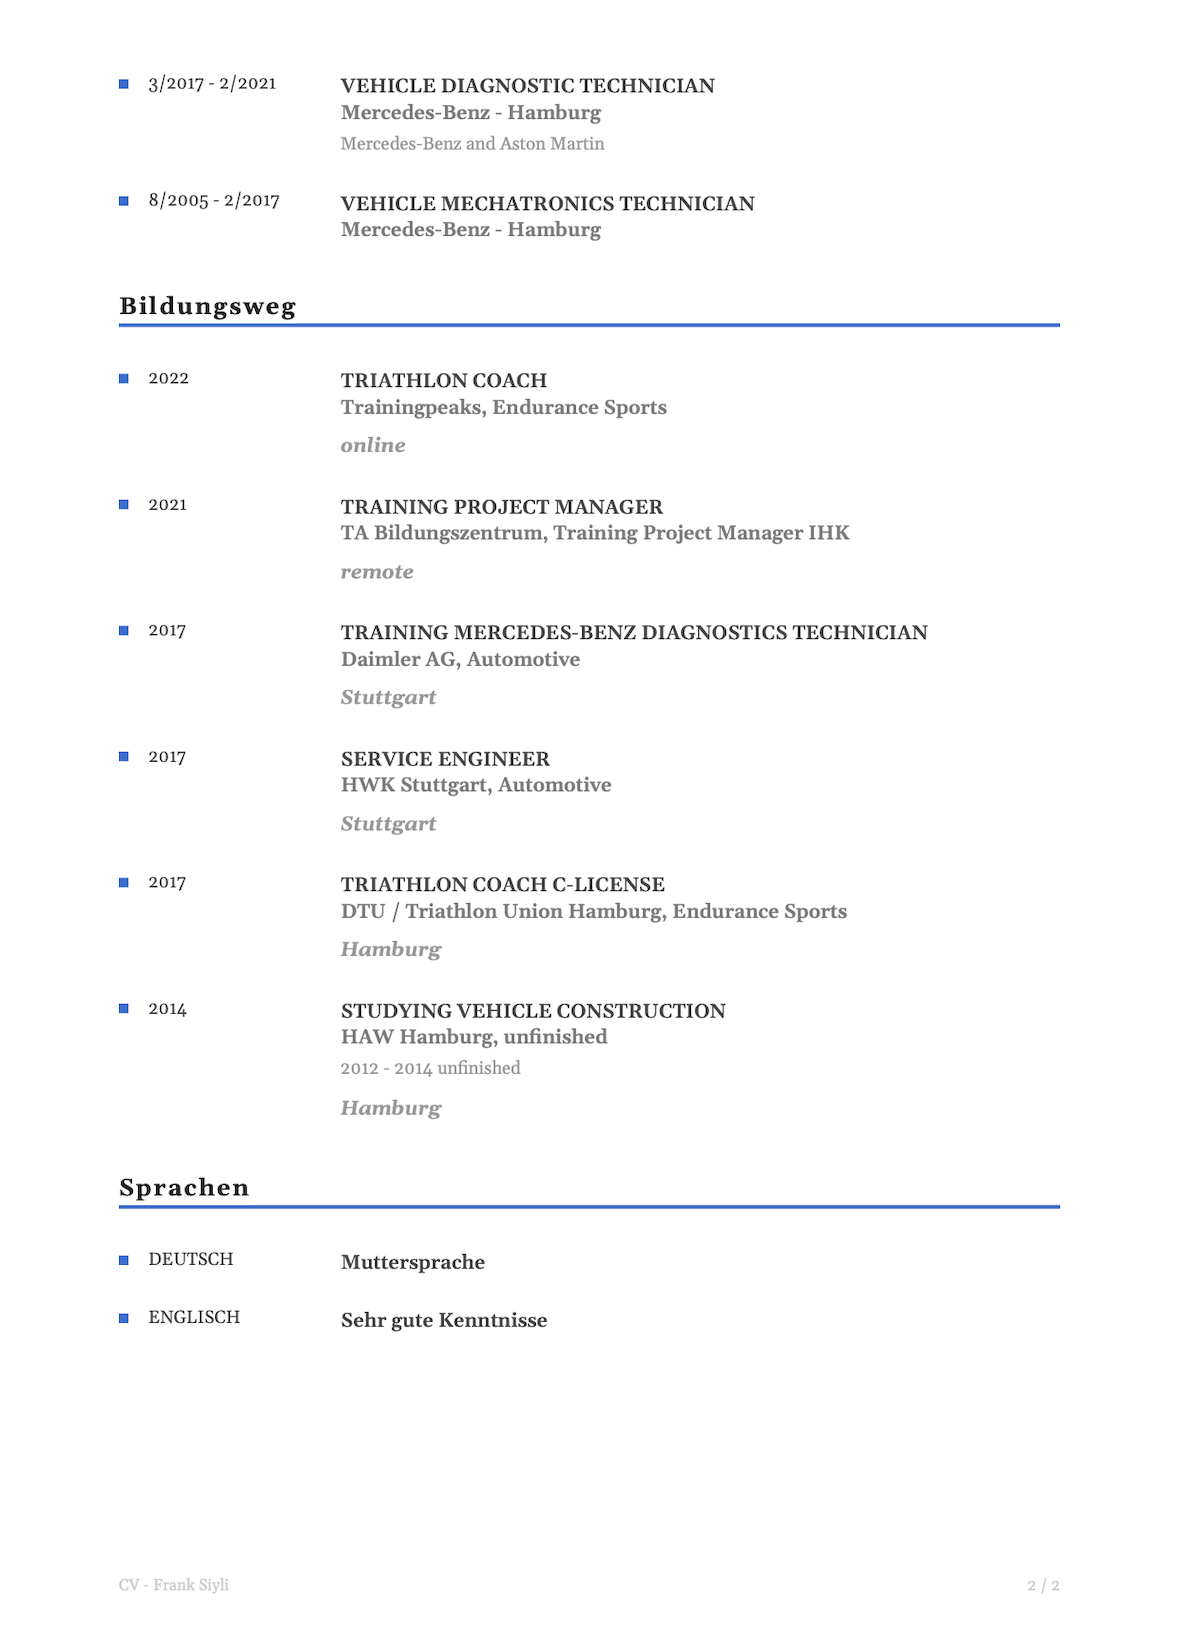 3/2017 - 2/2021 VEHICLE DIAGNOSTIC TECHNICIAN
Mercedes-Benz - Hamburg
Mercedes-Benz and Aston Martin
8/2005 - 2/2017 VEHICLE MECHATRONICS TECHNICIAN
Mercedes-Benz - Hamburg
Bildungsweg
2022 TRIATHLON COACH
Trainingpeaks, Endurance Sports
online
2021 TRAINING PROJECT MANAGER
TA Bildungszentrum, Training Project Manager IHK
remote
2017 TRAINING MERCEDES-BENZ DIAGNOSTICS TECHNICIAN
Daimler AG, Automotive
Stuttgart
2017 SERVICE ENGINEER
HWK Stuttgart, Automotive
Stuttgart
2017 TRIATHLON COACH C-LICENSE
DTU / Triathlon Union Hamburg, Endurance Sports
Hamburg
2014 STUDYING VEHICLE CONSTRUCTION
HAW Hamburg, unfinished
2012 - 2014 unfinished
Hamburg
Sprachen
DEUTSCH Muttersprache
ENGLISCH Sehr gute Kenntnisse
CV - Frank Siyli 2 / 2